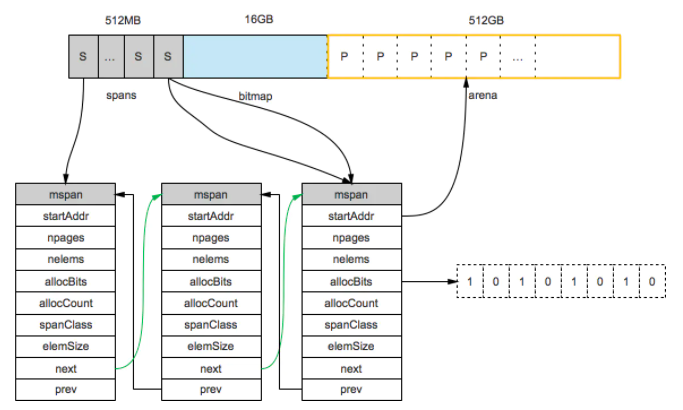 512MB 16GB 512GB
S ... S S P P P P P ...
spans bitmap arena
mspan mspan mspan
startAddr startAddr startAddr
npages npages npages
nelems nelems nelems
allocBits allocBits allocBits 1 0 1 0 1 0 1 0
allocCount allocCount allocCount
spanClass spanClass spanClass
elemSize elemSize elemSize
next next next
prev prev prev